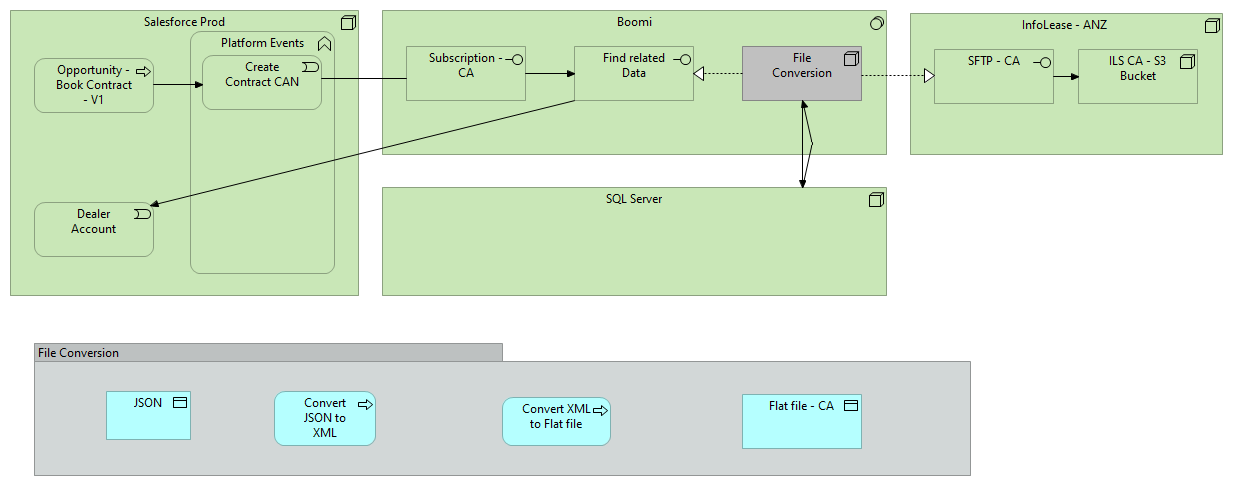 Salesforce Prod
Platform Events
Opportunity -
Book Contract
- V1
Create
Contract CAN
Dealer
Account
Boomi
Subscription -
CA
Find related
Data
File
Conversion
InfoLease - ANZ
SFTP - CA
ILS CA - S3
Bucket
SQL Server
File Conversion
JSON
Convert
JSON to
XML
Convert XML
to Flat file
Flat file - CA